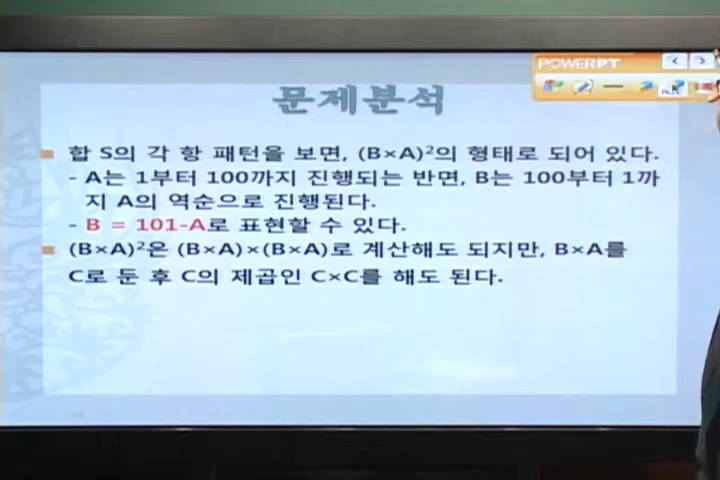 POWERPT
문제분석
합 S의 각 항 패턴을 보면, (B×A)²의 형태로 되어 있다.
- A는 1부터 100까지 진행되는 반면, B는 100부터 1까
지 A의 역순으로 진행된다.
- B = 101-A로 표현할 수 있다.
(B×A)²은 (B×A)×(B×A)로 계산해도 되지만, B×A를
C로 둔 후 C의 제곱인 C×C를 해도 된다.